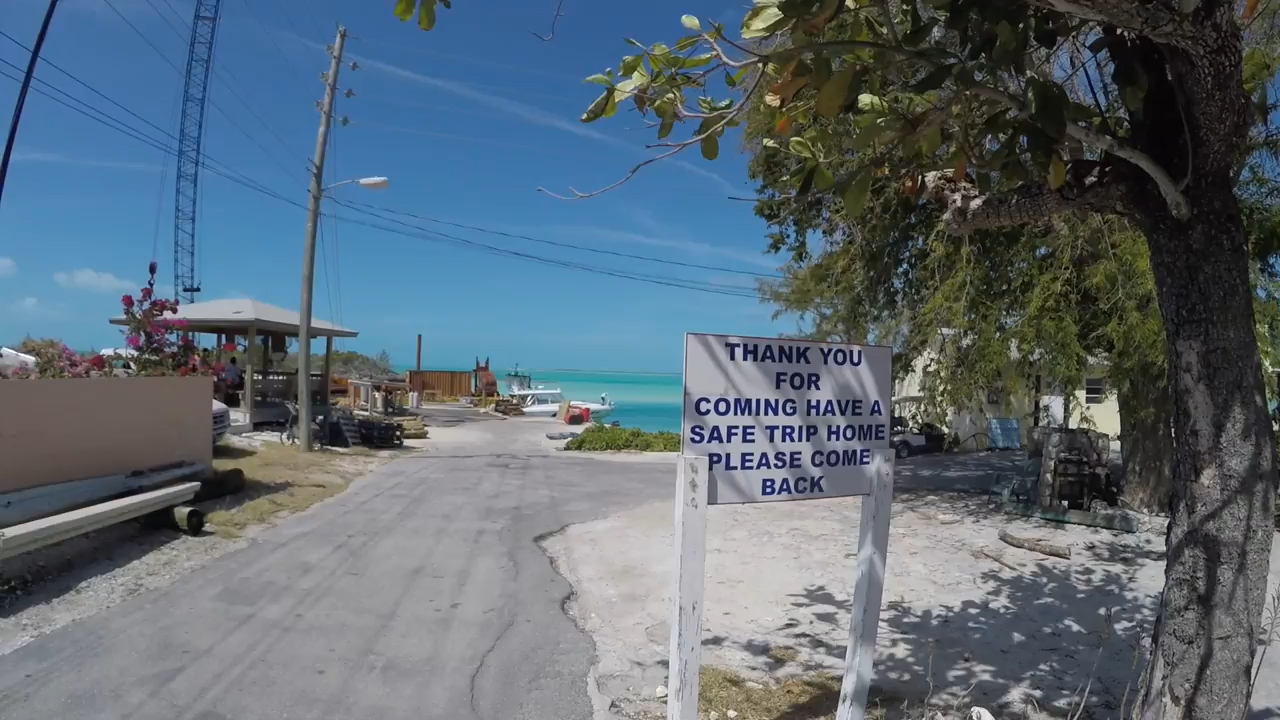 THANK YOU
FOR
COMING HAVE A
SAFE TRIP HOME
PLEASE COME
BACK